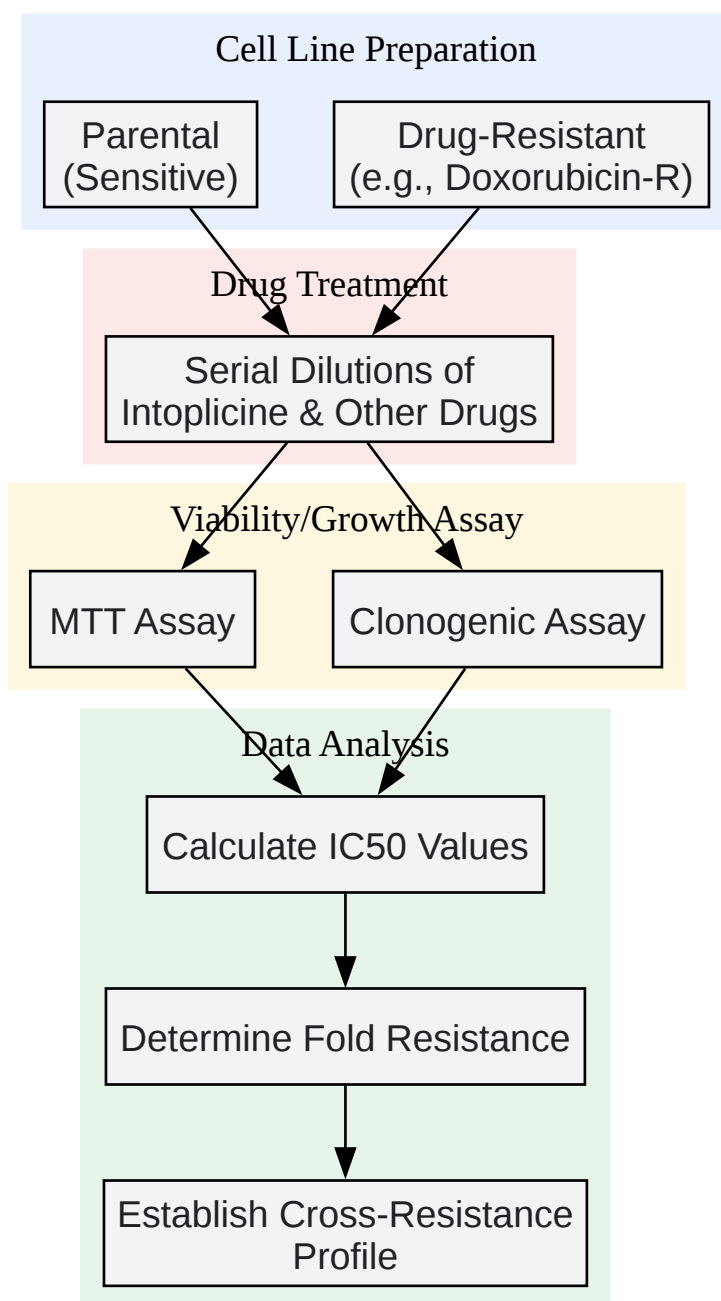 Cell Line Preparation
Parental
(Sensitive)
Drug-Resistant
(e.g., Doxorubicin-R)
Drug Treatment
Serial Dilutions of
Intoplicine & Other Drugs
Viability/Growth Assay
MTT Assay
Clonogenic Assay
Data Analysis
Calculate IC50 Values
Determine Fold Resistance
Establish Cross-Resistance
Profile